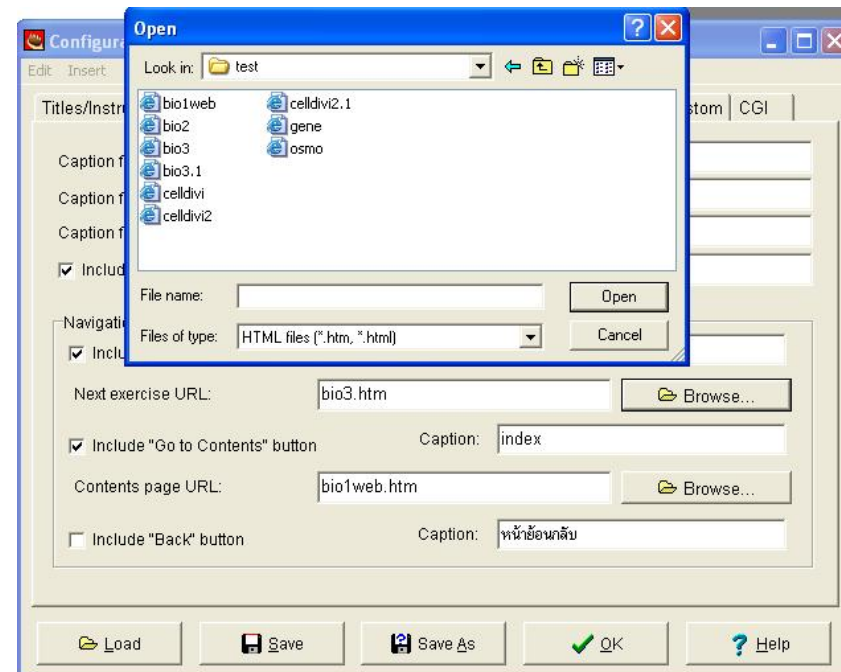 Configura
Open
Edit Insert
Look in: test
Titles/Instru
stom CGI
bio1web
bio2
bio3
bio3.1
celldivi
celldivi2
celldivi2.1
gene
osmo
Caption f
Caption f
Caption f
Includ
File name: Open
Files of type: HTML files (*.htm, *.html) Cancel
Navigatio
Inclu
Next exercise URL: bio3.htm Browse...
Include "Go to Contents" button Caption: index
Contents page URL: bio1web.htm Browse...
Include "Back" button Caption: หน้าย้อนกลับ
Load Save Save As OK Help